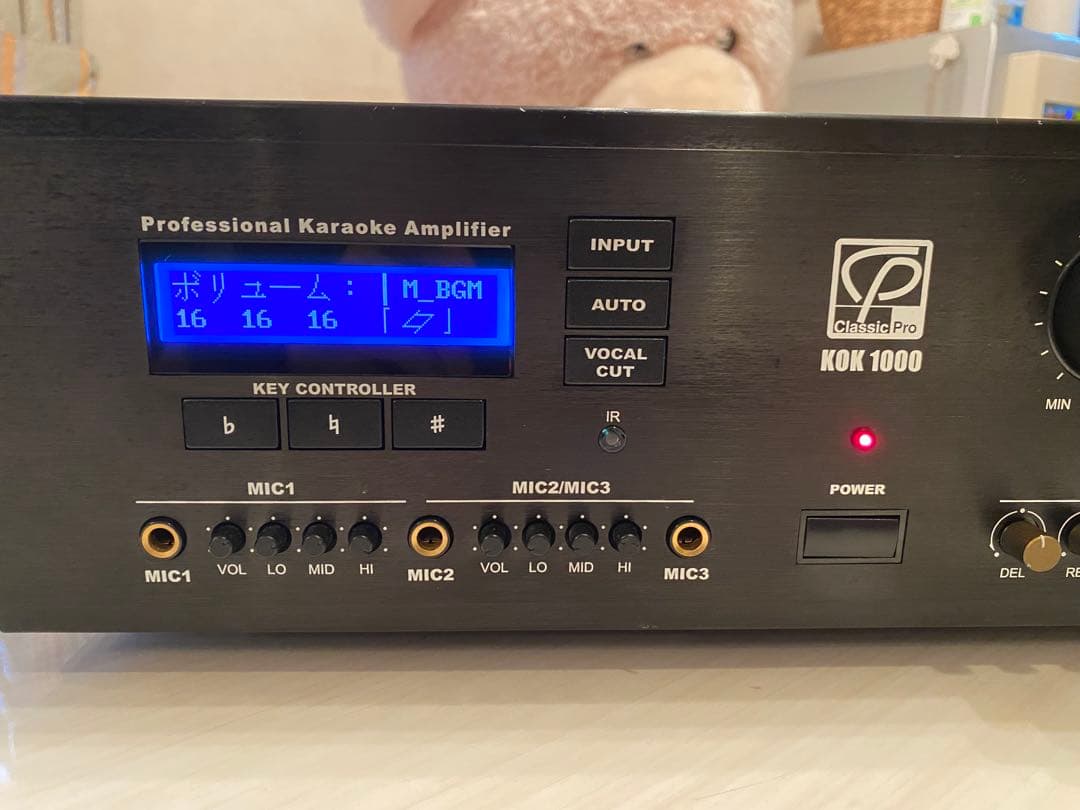 Professional Karaoke Amplifier
ボリューム: | M_BGM
16 16 16
KEY CONTROLLER
♭ ♮ #
INPUT
AUTO
VOCAL
CUT
IR
Classic Pro
KOK 1000
MIN
POWER
MIC1
MIC1 VOL LO MID HI
MIC2/MIC3
MIC2 VOL LO MID HI MIC3
DEL